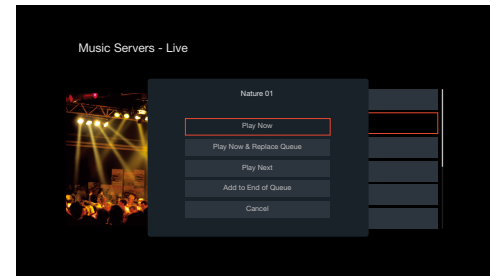 Music Servers - Live
Nature 01
Play Now
Play Now & Replace Queue
Play Next
Add to End of Queue
Cancel